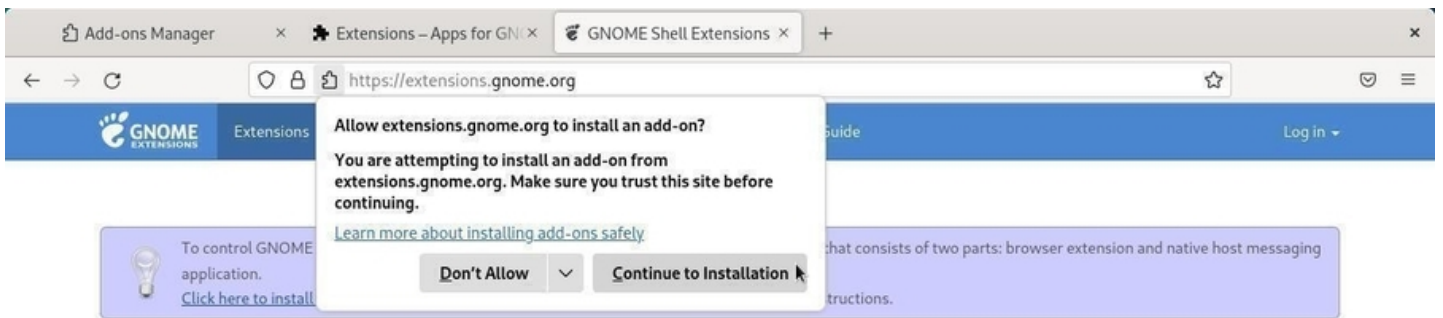 Add-ons Manager
Extensions – Apps for GN
GNOME Shell Extensions
https://extensions.gnome.org
GNOME
EXTENSIONS
Extensions
Guide
Log in
Allow extensions.gnome.org to install an add-on?
You are attempting to install an add-on from
extensions.gnome.org. Make sure you trust this site before
continuing.
Learn more about installing add-ons safely
Don't Allow
Continue to Installation
To control GNOME
that consists of two parts: browser extension and native host messaging
application.
Click here to install